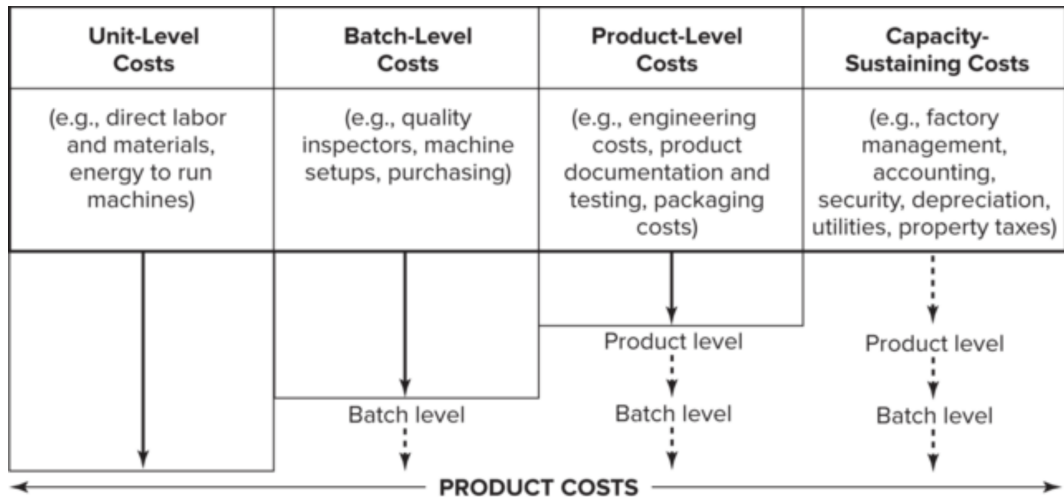 Unit-Level
Costs
Batch-Level
Costs
Product-Level
Costs
Capacity-
Sustaining Costs
(e.g., direct labor
and materials,
energy to run
machines)
(e.g., quality
inspectors, machine
setups, purchasing)
(e.g., engineering
costs, product
documentation and
testing, packaging
costs)
(e.g., factory
management,
accounting,
security, depreciation,
utilities, property taxes)
Product level
Product level
Batch level
Batch level
Batch level
PRODUCT COSTS